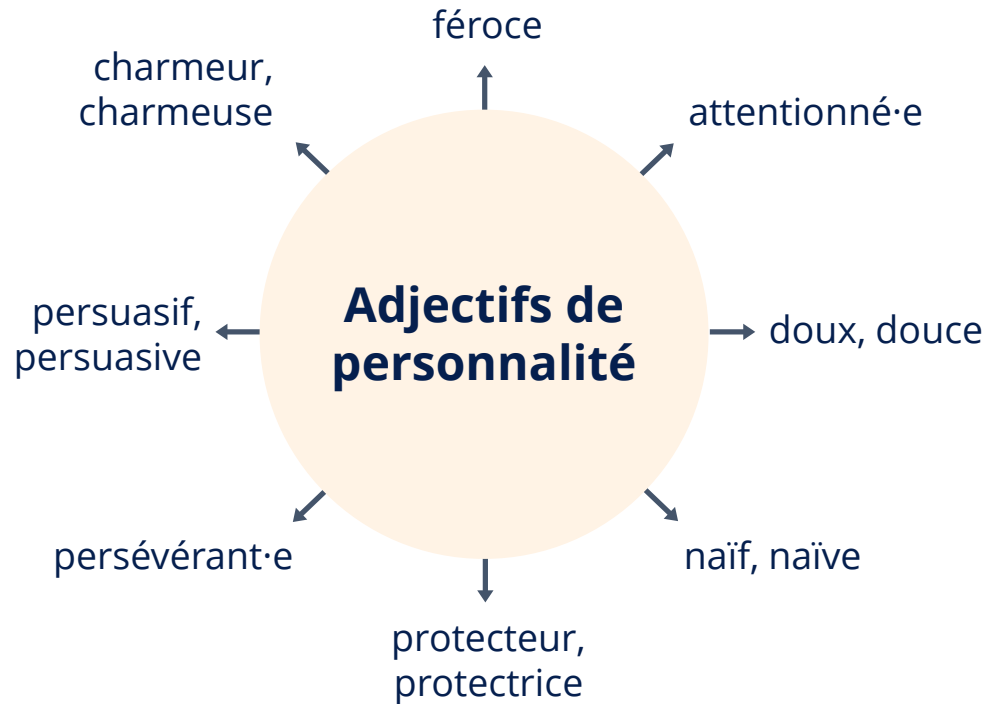 féroce
charmeur,
charmeuse
attentionné·e
persuasif,
persuasive
Adjectifs de
personnalité
doux, douce
persévérant·e
naïf, naïve
protecteur,
protectrice